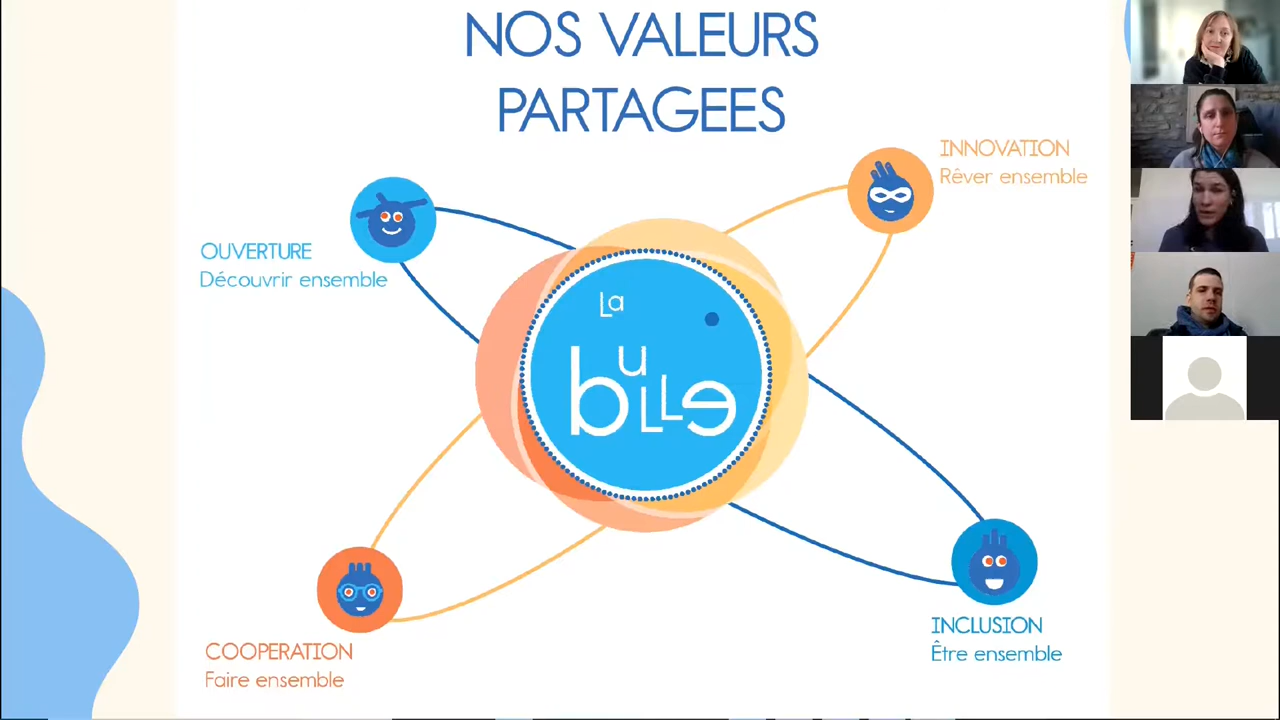 NOS VALEURS
PARTAGEES
INNOVATION
Rêver ensemble
OUVERTURE
Découvrir ensemble
La
bulle
COOPERATION
Faire ensemble
INCLUSION
Être ensemble